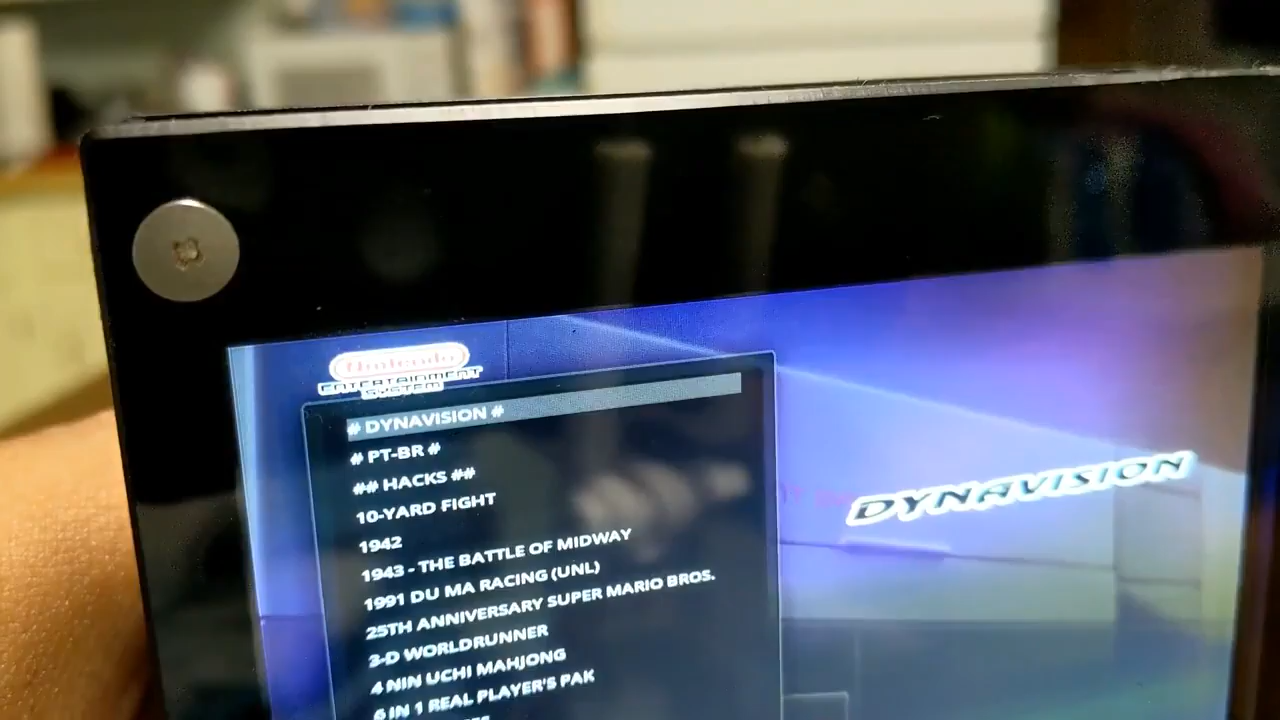 Nintendo
ENTERTAINMENT
SYSTEM
# DYNAVISION #
# PT-BR #
## HACKS ##
10-YARD FIGHT
1942
1943 - THE BATTLE OF MIDWAY
1991 DU MA RACING (UNL)
25TH ANNIVERSARY SUPER MARIO BROS.
3-D WORLDRUNNER
4 NIN UCHI MAHJONG
6 IN 1 REAL PLAYER'S PAK
DYNAVISION